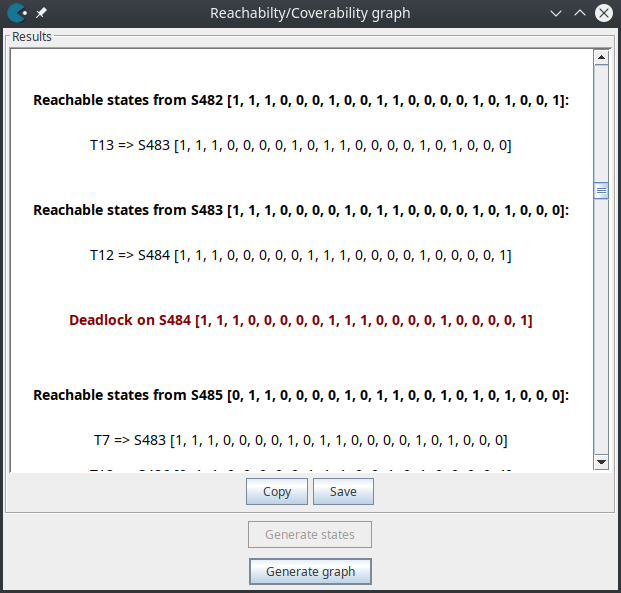 Reachabilty/Coverability graph
Results
Reachable states from S482 [1, 1, 1, 0, 0, 0, 1, 0, 0, 1, 1, 0, 0, 0, 0, 1, 0, 1, 0, 0, 1]:
T13 => S483 [1, 1, 1, 0, 0, 0, 0, 1, 0, 1, 1, 0, 0, 0, 0, 1, 0, 1, 0, 0, 0]
Reachable states from S483 [1, 1, 1, 0, 0, 0, 0, 1, 0, 1, 1, 0, 0, 0, 0, 1, 0, 1, 0, 0, 0]:
T12 => S484 [1, 1, 1, 0, 0, 0, 0, 0, 1, 1, 1, 0, 0, 0, 0, 1, 0, 0, 0, 0, 1]
Deadlock on S484 [1, 1, 1, 0, 0, 0, 0, 0, 1, 1, 1, 0, 0, 0, 0, 1, 0, 0, 0, 0, 1]
Reachable states from S485 [0, 1, 1, 0, 0, 0, 0, 1, 0, 1, 1, 0, 0, 1, 0, 1, 0, 1, 0, 0, 0]:
T7 => S483 [1, 1, 1, 0, 0, 0, 0, 1, 0, 1, 1, 0, 0, 0, 0, 1, 0, 1, 0, 0, 0]
Copy
Save
Generate states
Generate graph